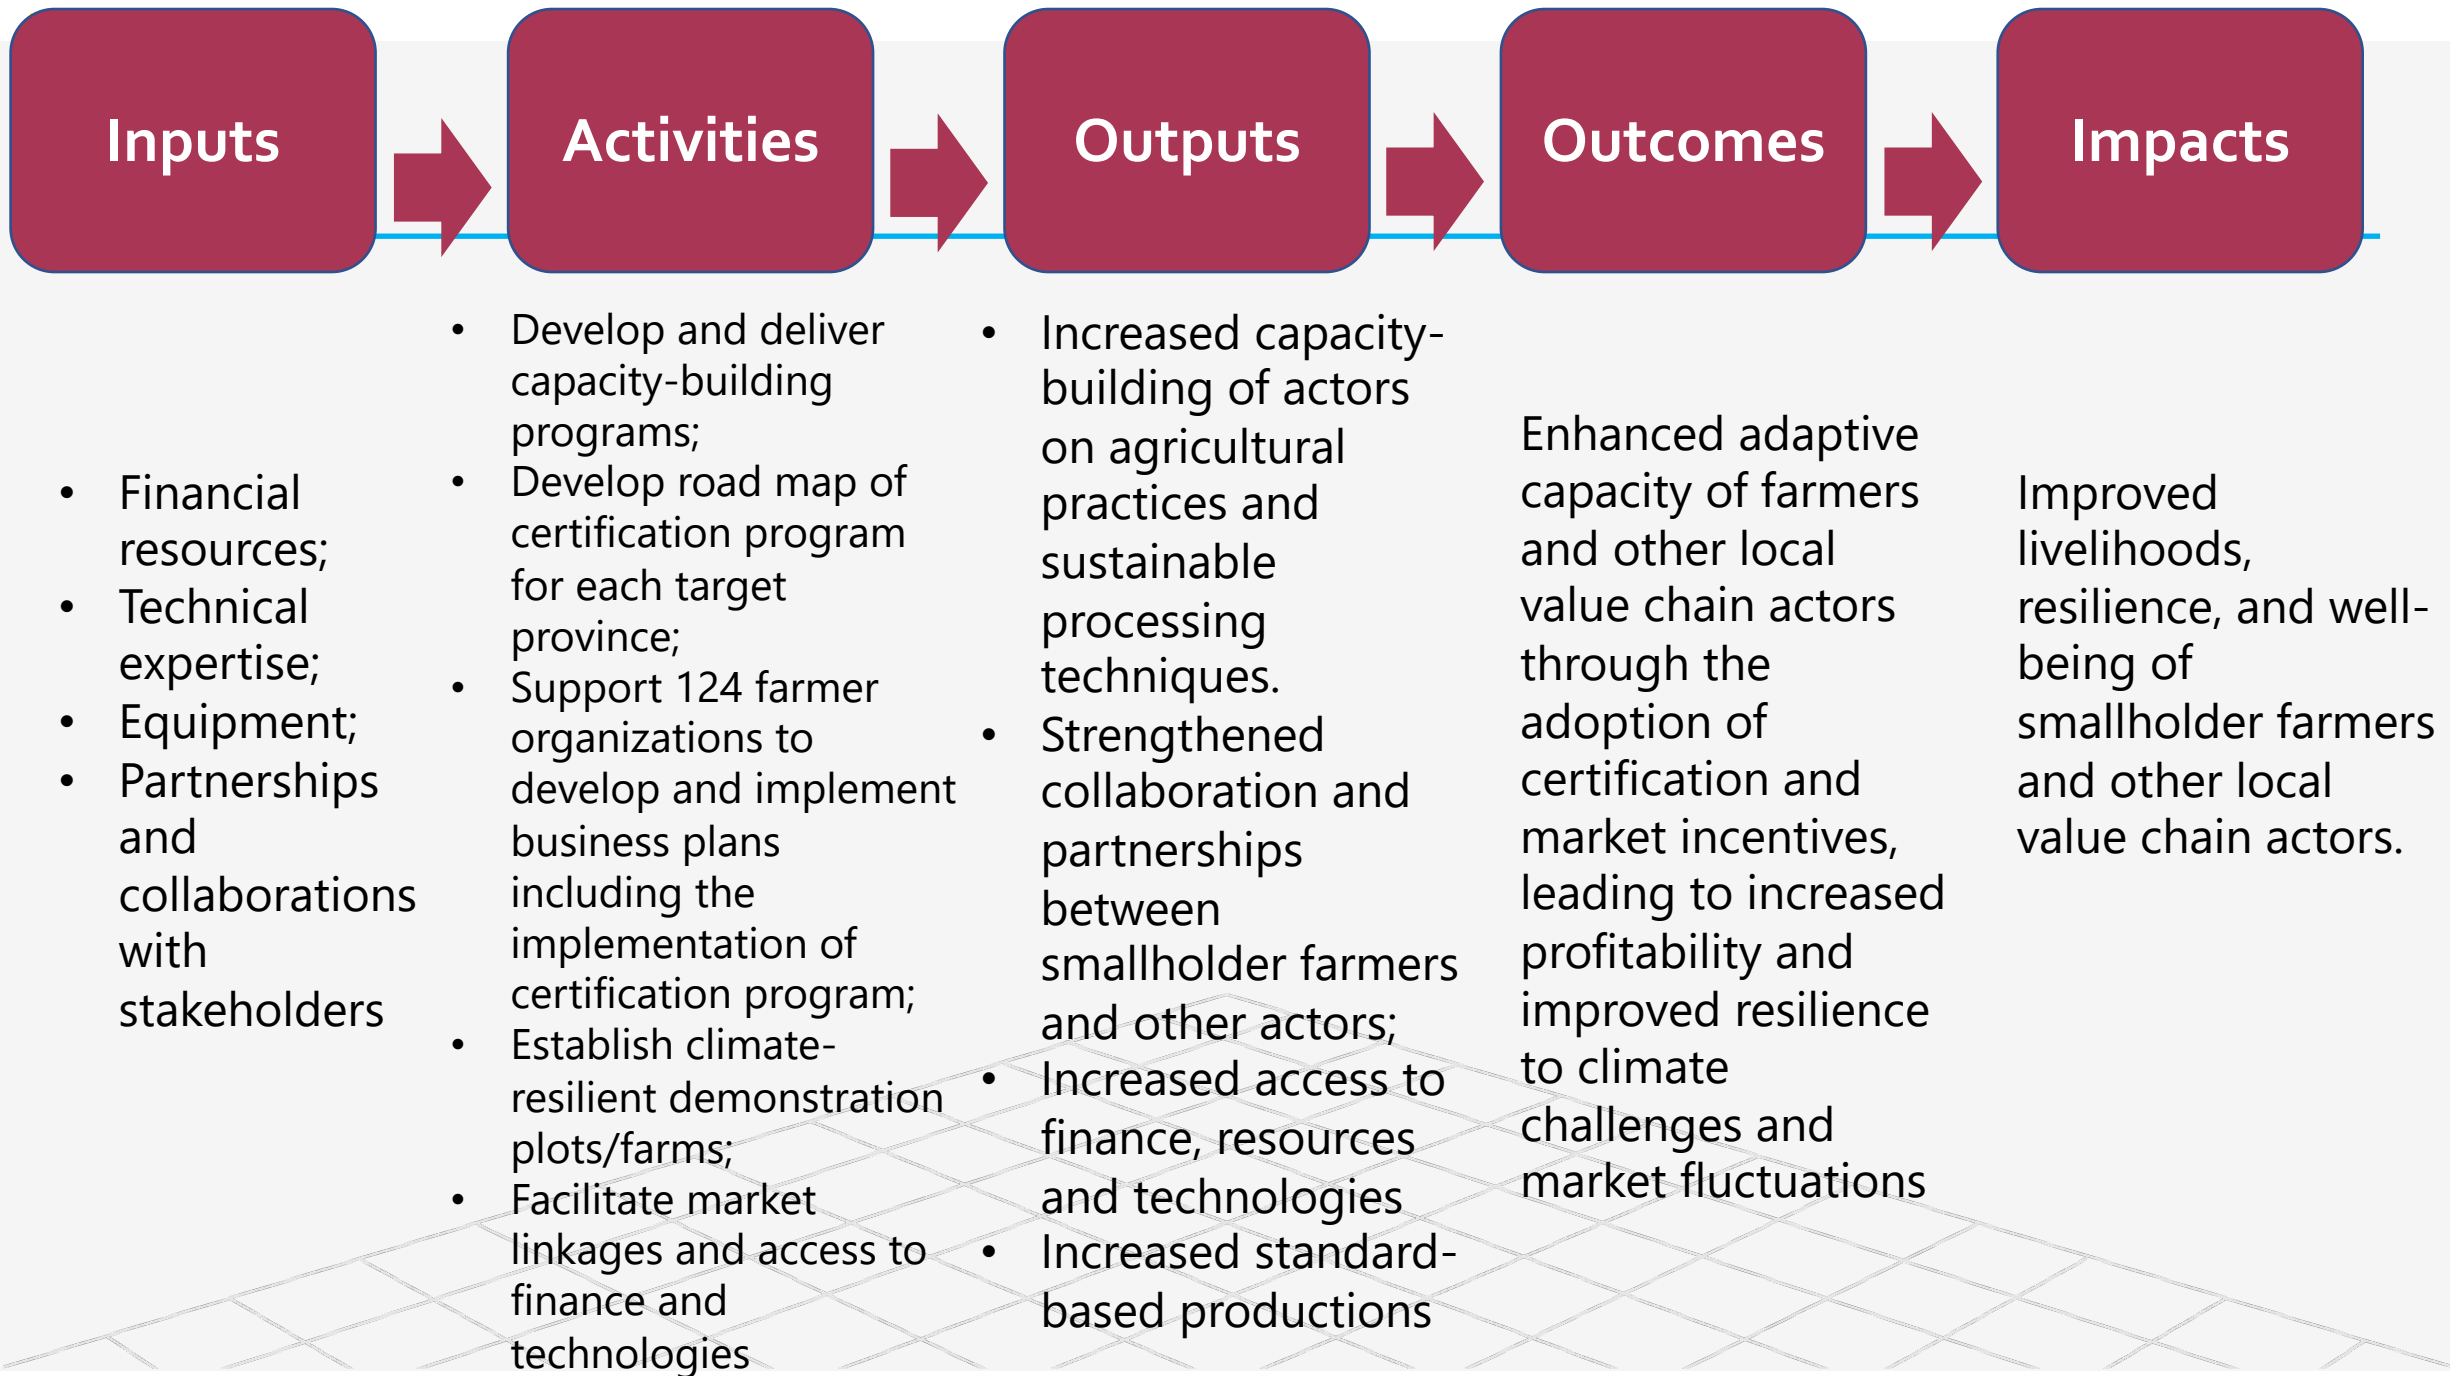 Inputs
Activities
Outputs
Outcomes
Impacts
• Financial
resources;
• Technical
expertise;
• Equipment;
• Partnerships
and
collaborations
with
stakeholders
• Develop and deliver
capacity-building
programs;
• Develop road map of
certification program
for each target
province;
• Support 124 farmer
organizations to
develop and implement
business plans
including the
implementation of
certification program;
• Establish climate-
resilient demonstration
plots/farms;
• Facilitate market
linkages and access to
finance and
technologies
• Increased capacity-
building of actors
on agricultural
practices and
sustainable
processing
techniques.
• Strengthened
collaboration and
partnerships
between
smallholder farmers
and other actors;
• Increased access to
finance, resources
and technologies
• Increased standard-
based productions
Enhanced adaptive
capacity of farmers
and other local
value chain actors
through the
adoption of
certification and
market incentives,
leading to increased
profitability and
improved resilience
to climate
challenges and
market fluctuations
Improved
livelihoods,
resilience, and well-
being of
smallholder farmers
and other local
value chain actors.